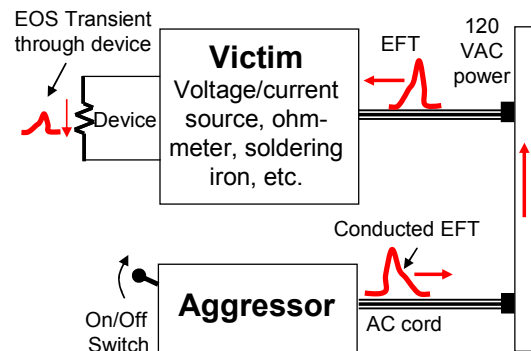 EOS Transient
through device
Device
Victim
Voltage/current
source, ohm-
meter, soldering
iron, etc.
EFT
120
VAC
power
Conducted EFT
On/Off
Switch
Aggressor
AC cord